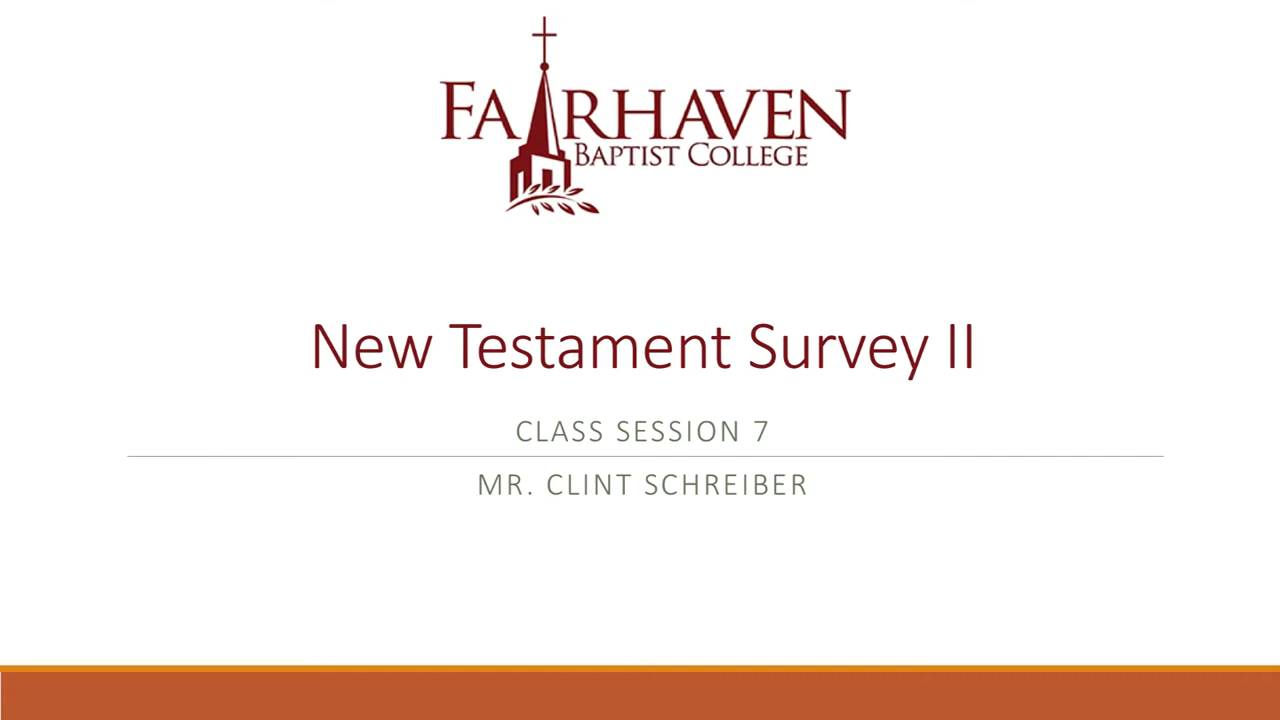 FAIRHAVEN
BAPTIST COLLEGE
New Testament Survey II
CLASS SESSION 7
MR. CLINT SCHREIBER